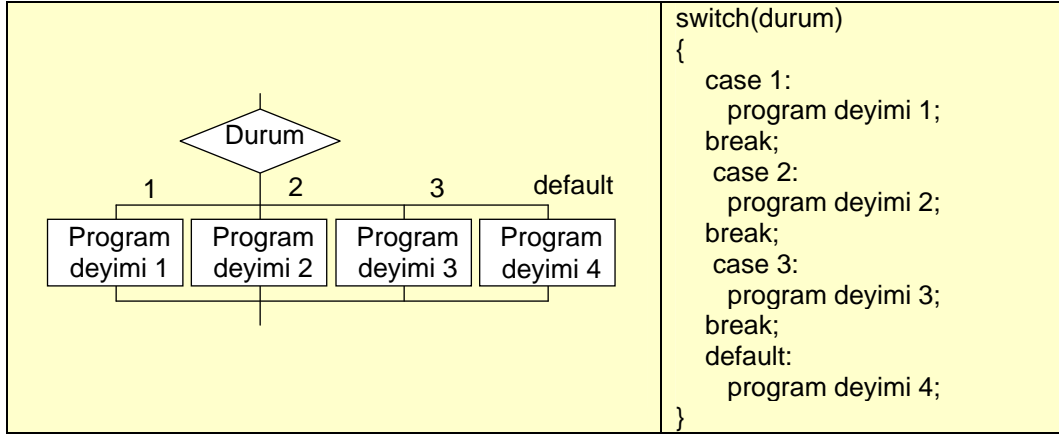 Durum
1 2 3 default
Program deyimi 1
Program deyimi 2
Program deyimi 3
Program deyimi 4
switch(durum)
{
case 1:
program deyimi 1;
break;
case 2:
program deyimi 2;
break;
case 3:
program deyimi 3;
break;
default:
program deyimi 4;
}